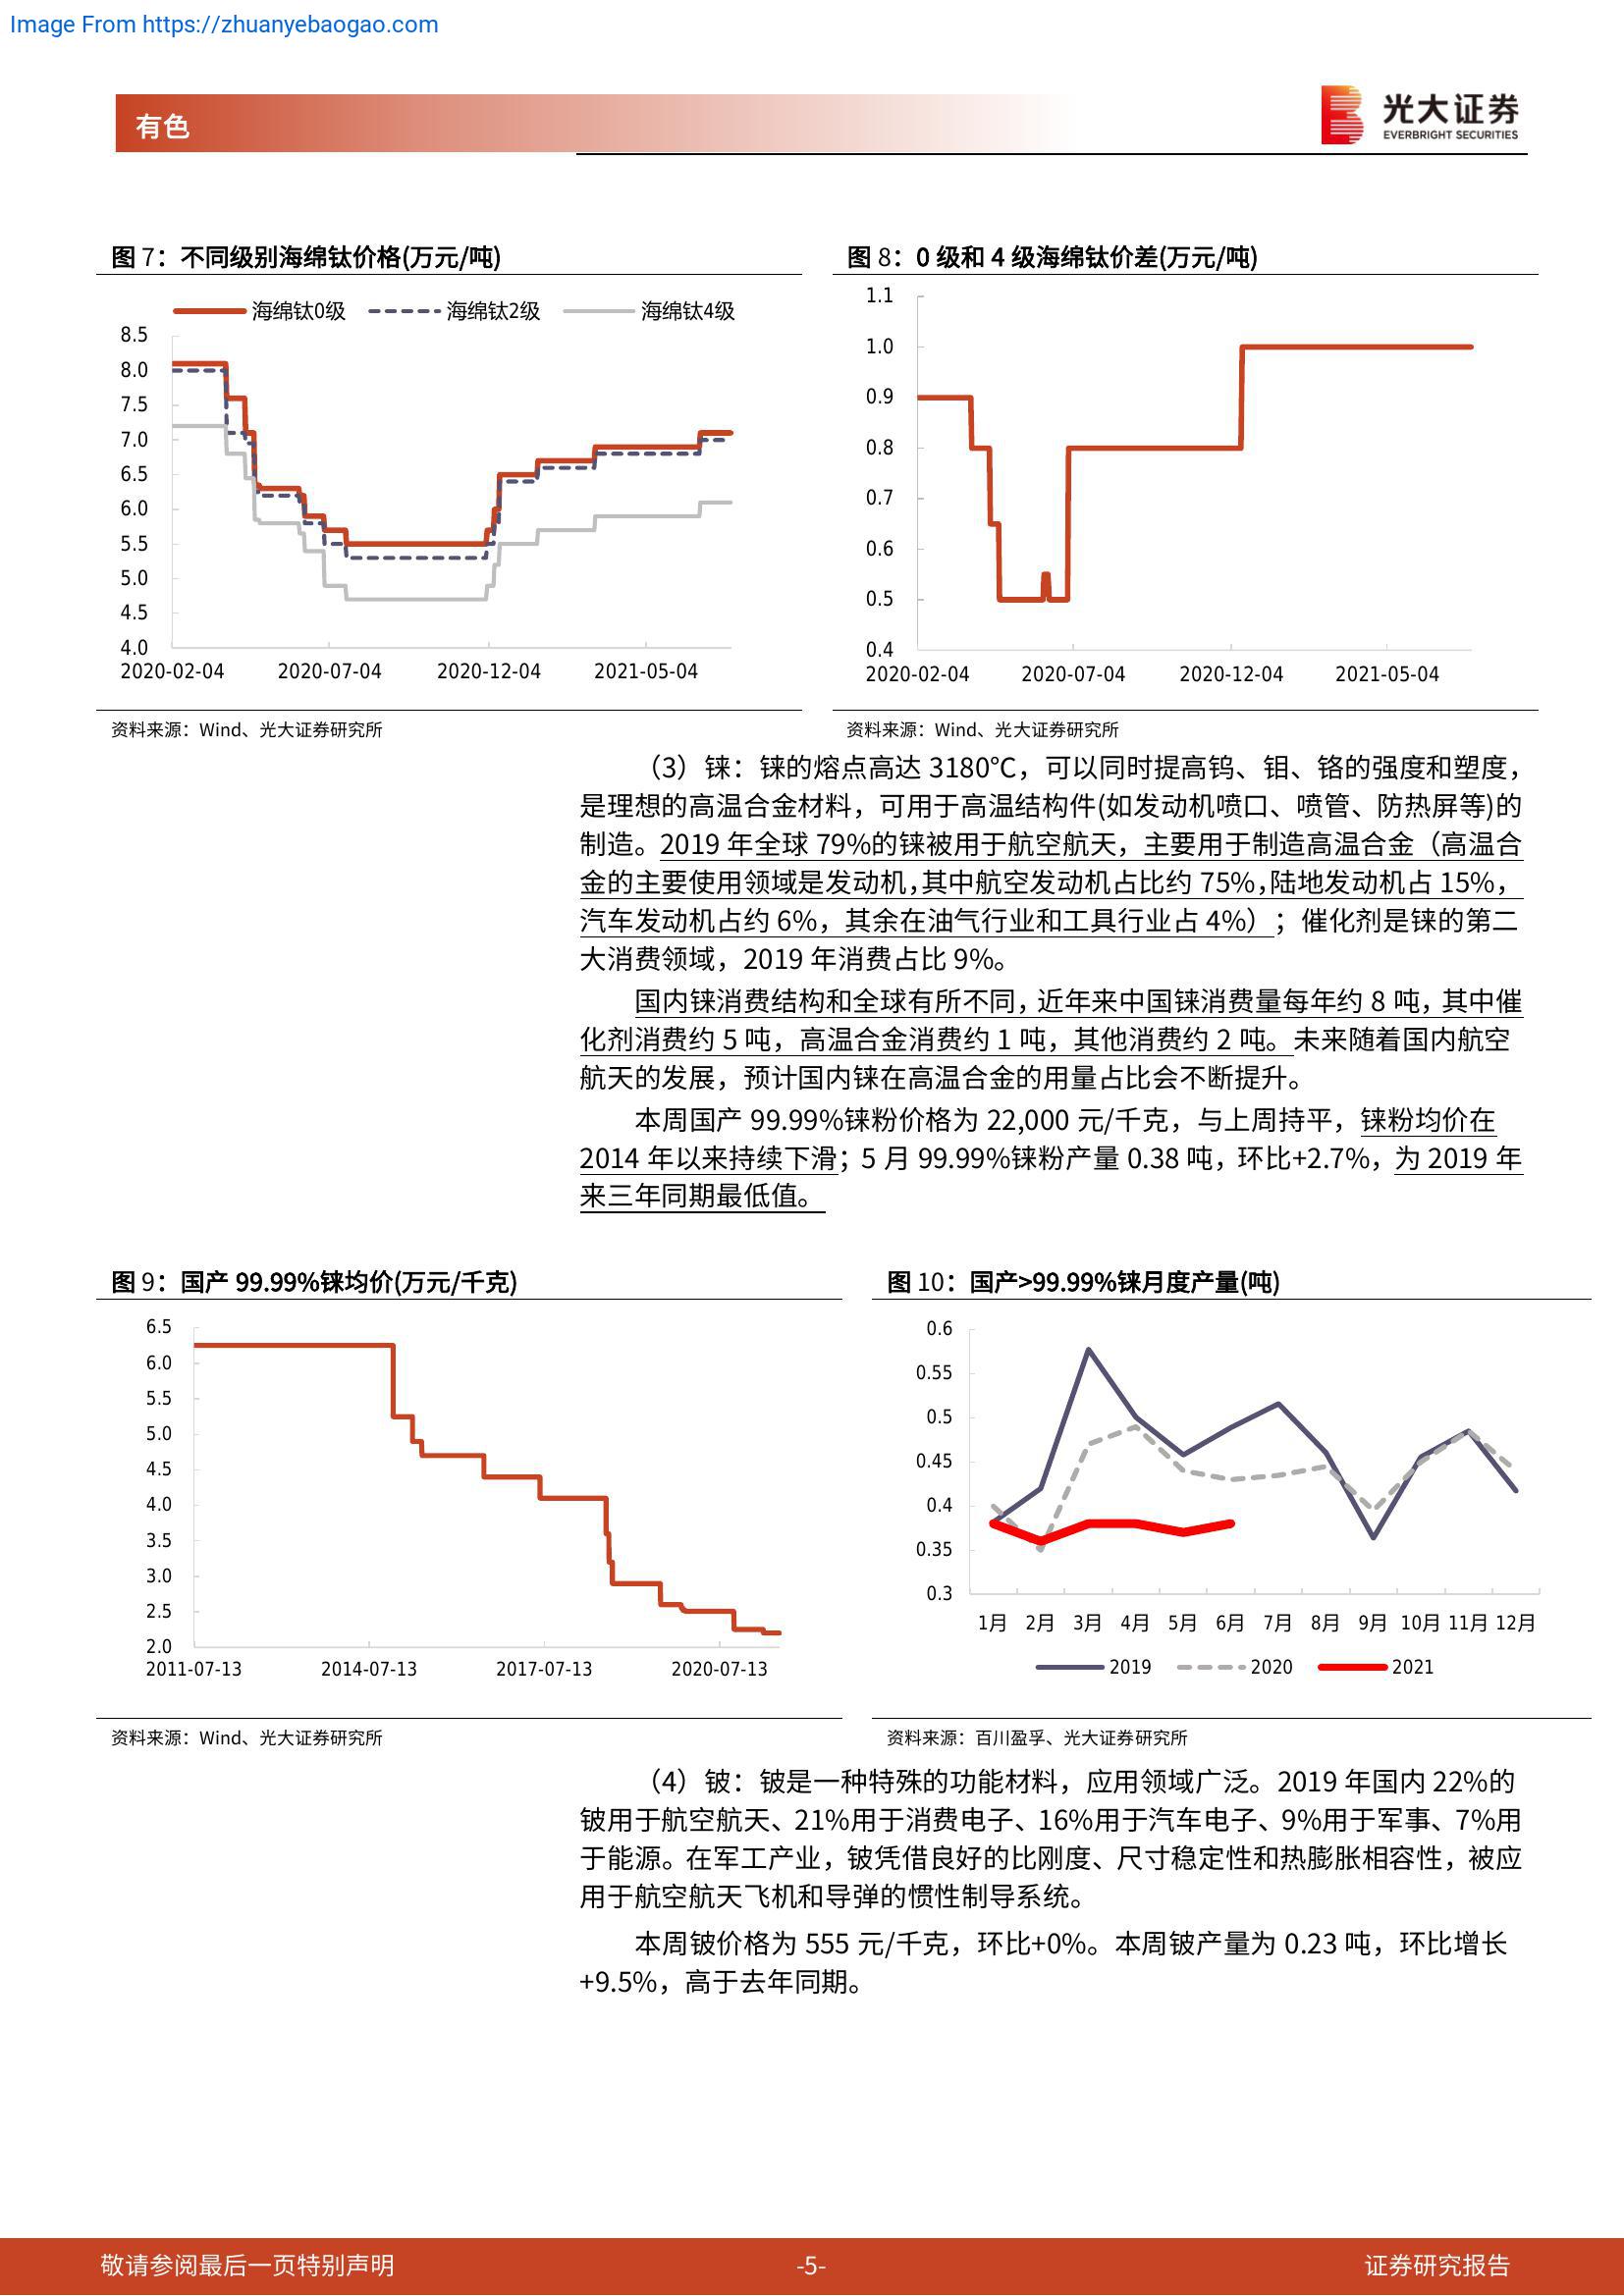 Image From https://zhuanyebaogao.com
有色
光大证券
EVERBRIGHT SECURITIES
图 7：不同级别海绵钛价格(万元/吨)
海绵钛0级 海绵钛2级 海绵钛4级
8.5
8.0
7.5
7.0
6.5
6.0
5.5
5.0
4.5
4.0
2020-02-04 2020-07-04 2020-12-04 2021-05-04
资料来源：Wind、光大证券研究所
图 8：0 级和 4 级海绵钛价差(万元/吨)
1.1
1.0
0.9
0.8
0.7
0.6
0.5
0.4
2020-02-04 2020-07-04 2020-12-04 2021-05-04
资料来源：Wind、光大证券研究所
（3）铼：铼的熔点高达 3180℃，可以同时提高钨、钼、铬的强度和塑度，
是理想的高温合金材料，可用于高温结构件(如发动机喷口、喷管、防热屏等)的
制造。2019 年全球 79%的铼被用于航空航天，主要用于制造高温合金（高温合
金的主要使用领域是发动机，其中航空发动机占比约 75%，陆地发动机占 15%，
汽车发动机占约 6%，其余在油气行业和工具行业占 4%）；催化剂是铼的第二
大消费领域，2019 年消费占比 9%。
国内铼消费结构和全球有所不同，近年来中国铼消费量每年约 8 吨，其中催
化剂消费约 5 吨，高温合金消费约 1 吨，其他消费约 2 吨。未来随着国内航空
航天的发展，预计国内铼在高温合金的用量占比会不断提升。
本周国产 99.99%铼粉价格为 22,000 元/千克，与上周持平，铼粉均价在
2014 年以来持续下滑；5 月 99.99%铼粉产量 0.38 吨，环比+2.7%，为 2019 年
来三年同期最低值。
图 9：国产 99.99%铼均价(万元/千克)
6.5
6.0
5.5
5.0
4.5
4.0
3.5
3.0
2.5
2.0
2011-07-13 2014-07-13 2017-07-13 2020-07-13
资料来源：Wind、光大证券研究所
图 10：国产>99.99%铼月度产量(吨)
0.6
0.55
0.5
0.45
0.4
0.35
0.3
1月 2月 3月 4月 5月 6月 7月 8月 9月 10月 11月 12月
2019 2020 2021
资料来源：百川盈孚、光大证券研究所
（4）铍：铍是一种特殊的功能材料，应用领域广泛。2019 年国内 22%的
铍用于航空航天、21%用于消费电子、16%用于汽车电子、9%用于军事、7%用
于能源。在军工产业，铍凭借良好的比刚度、尺寸稳定性和热膨胀相容性，被应
用于航空航天飞机和导弹的惯性制导系统。
本周铍价格为 555 元/千克，环比+0%。本周铍产量为 0.23 吨，环比增长
+9.5%，高于去年同期。
敬请参阅最后一页特别声明 -5- 证券研究报告